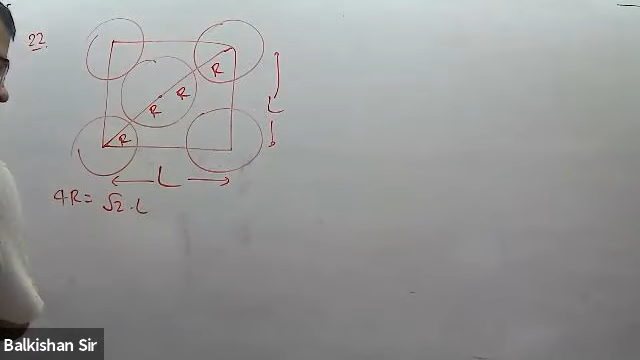 22.
R
R
R
R
L
L
4R = √2 . L
Balkishan Sir